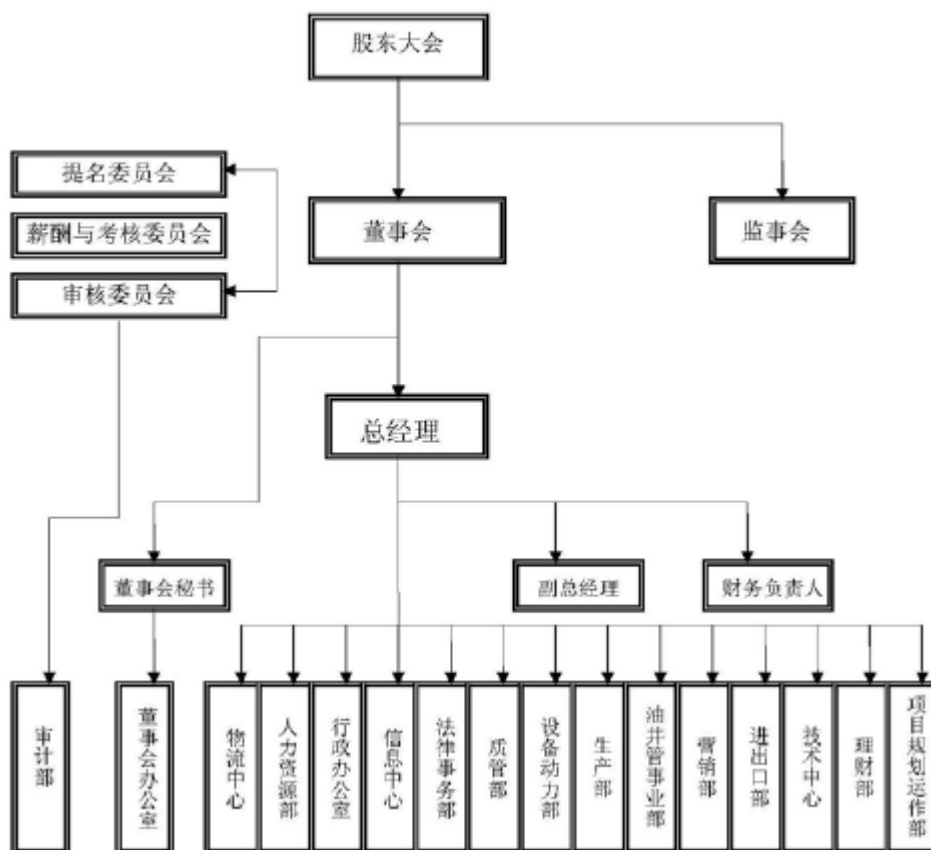 股东大会
提名委员会
薪酬与考核委员会
审核委员会
董事会
监事会
总经理
董事会秘书
副总经理
财务负责人
审计部
董事会办公室
物流中心
人力资源部
行政办公室
信息中心
法律事务部
质管部
设备动力部
生产部
油井管事业部
营销部
进出口部
技术中心
理财部
项目规划运作部